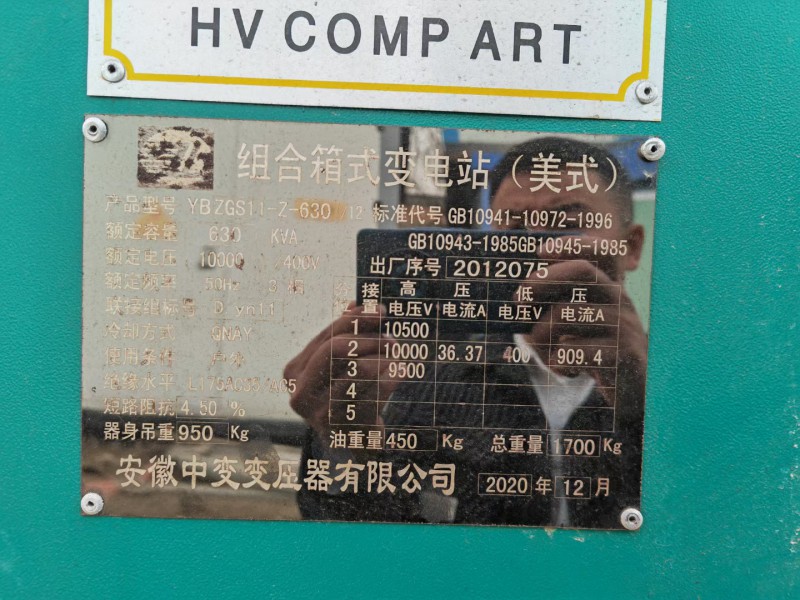 HV COMP ART
组合箱式变电站（美式）
产品型号 YBZGS11-Z-630 /12 标准代号 GB10941-10972-1996
额定容量 630 KVA GB10943-1985GB10945-1985
额定电压 10000 400V 出厂序号 2012075
额定频率 50Hz 3 相
接置 高压 低压
联接组标号 D yn11 电压V 电流A 电压V 电流A
冷却方式 1 10500
使用条件 户外 2 10000 36.37 400 909.4
绝缘水平 3 9500
4
短路阻抗 4.50 % 5
器身吊重 950 Kg 油重量 450 Kg 总重量 1700 Kg
安徽中变变压器有限公司 2020 年 12 月